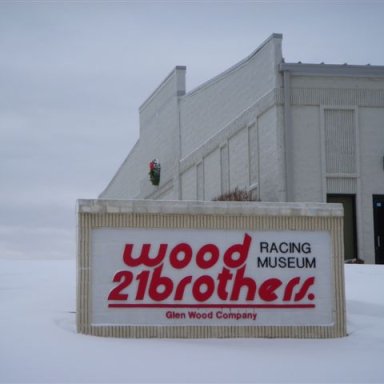 wood RACING
21brothers. MUSEUM
Glen Wood Company